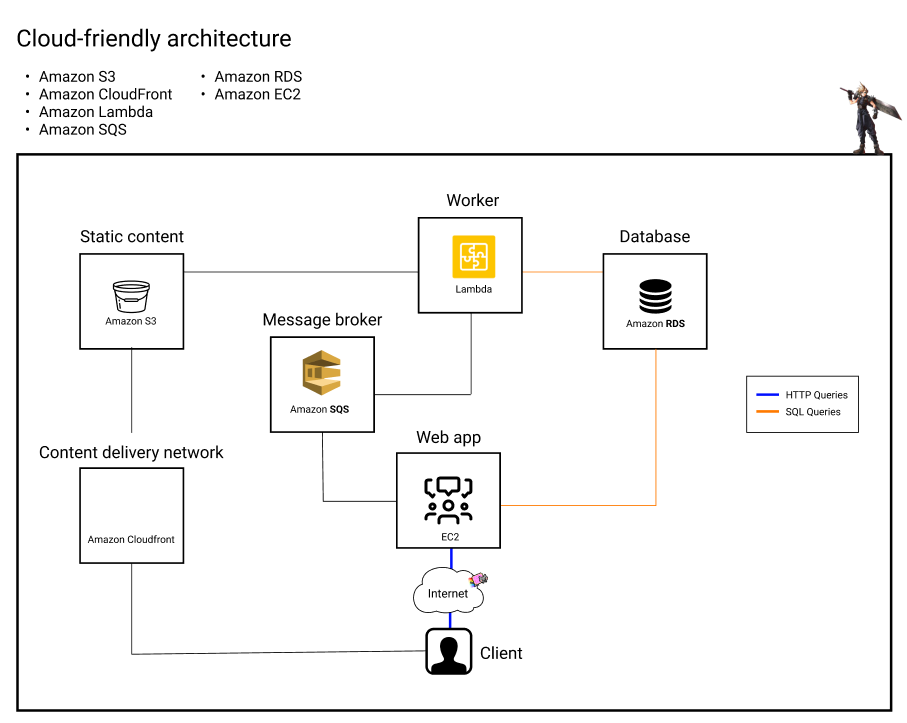 Cloud-friendly architecture
• Amazon S3
• Amazon CloudFront
• Amazon Lambda
• Amazon SQS
• Amazon RDS
• Amazon EC2
Worker
Lambda
Static content
Amazon S3
Database
Amazon RDS
Message broker
Amazon SQS
HTTP Queries
SQL Queries
Web app
EC2
Content delivery network
Amazon Cloudfront
Internet
Client